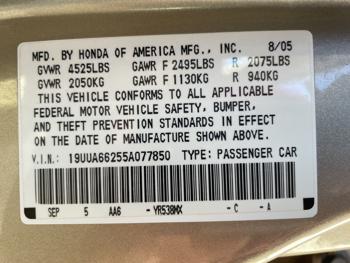 MFD. BY HONDA OF AMERICA MFG., INC. 8/05
GVWR 4525LBS GAWR F 2495LBS R 2075LBS
GVWR 2050KG GAWR F 1130KG R 940KG
THIS VEHICLE CONFORMS TO ALL APPLICABLE
FEDERAL MOTOR VEHICLE SAFETY, BUMPER,
AND THEFT PREVENTION STANDARDS IN EFFECT
ON THE DATE OF MANUFACTURE SHOWN ABOVE.
V.I.N.: 19UUA66255A077850 TYPE: PASSENGER CAR
SEP 5 AA6 - YR538MX - C - A